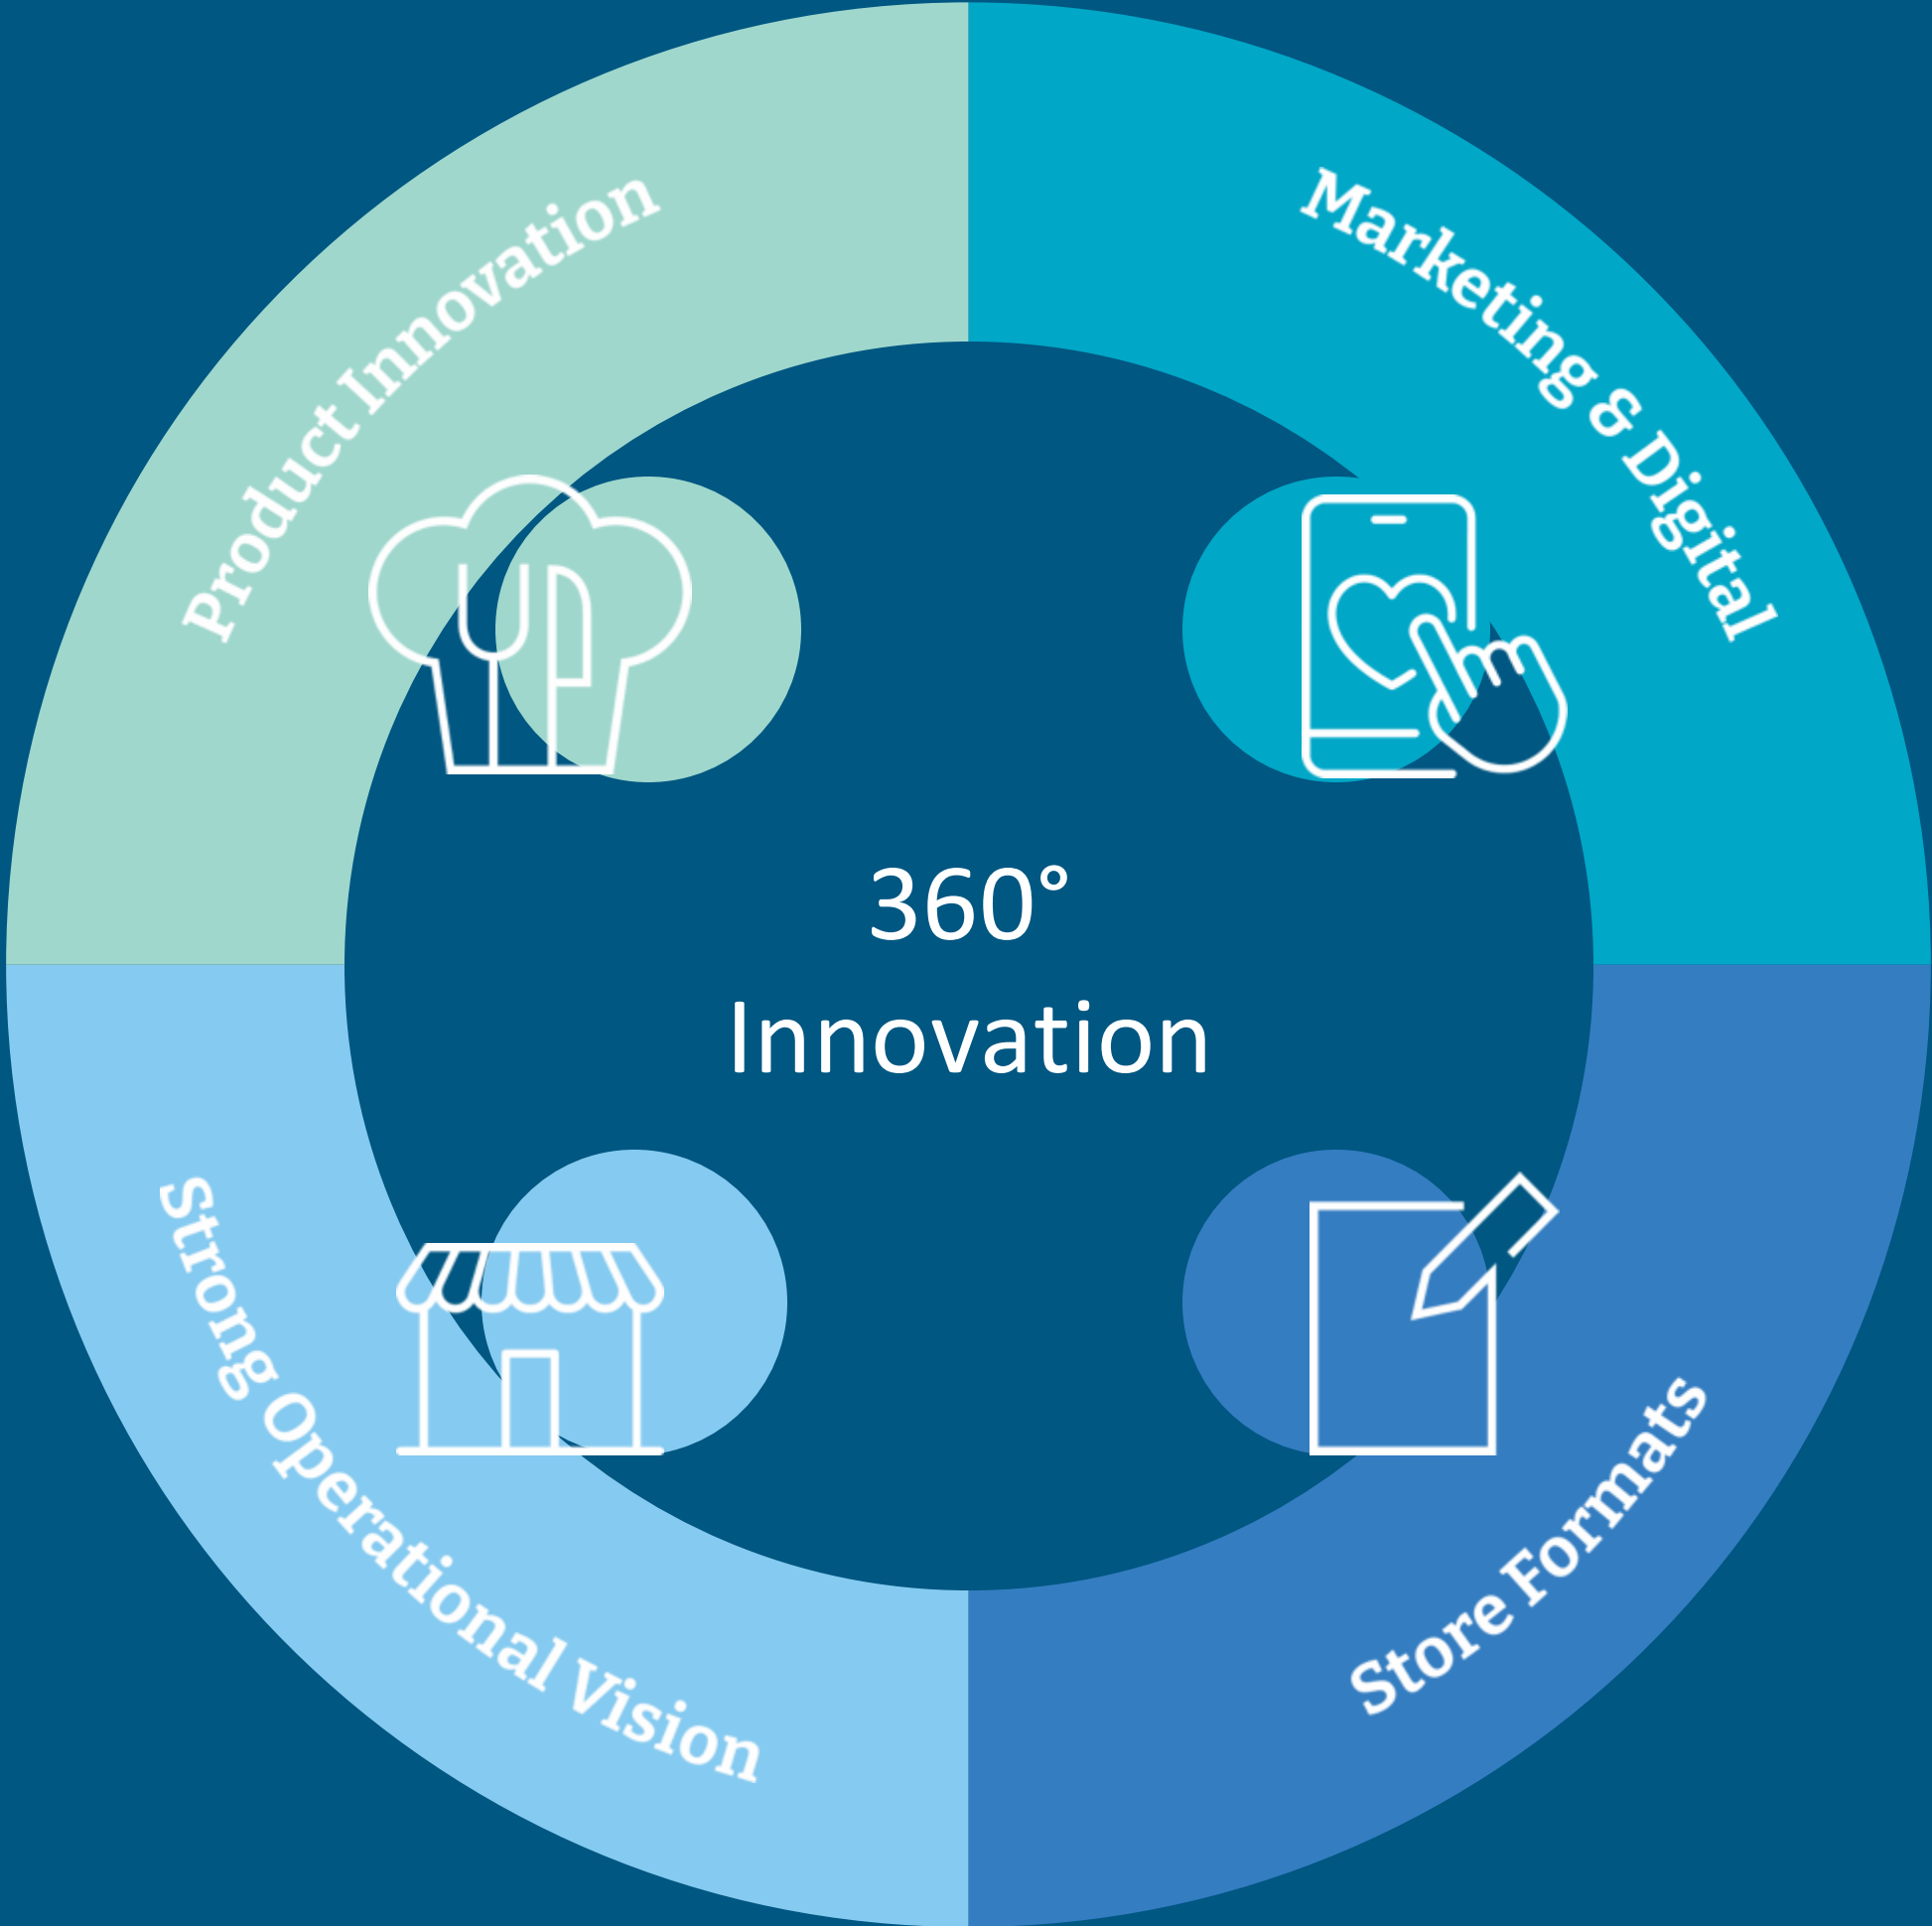 Product Innovation
Marketing & Digital
360°
Innovation
Strong Operational Vision
Store Formats